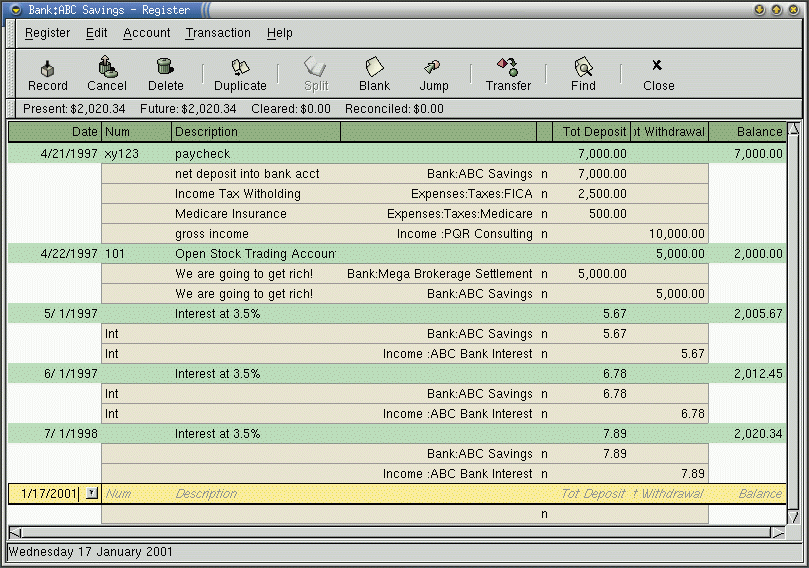 Bank:ABC Savings - Register
Register Edit Account Transaction Help
Record Cancel Delete Duplicate Split Blank Jump Transfer Find Close
Present: $2,020.34 Future: $2,020.34 Cleared: $0.00 Reconciled: $0.00
Date Num Description Tot Deposit ot Withdrawal Balance
4/21/1997 xy123 paycheck 7,000.00 7,000.00
net deposit into bank acct Bank:ABC Savings n 7,000.00
Income Tax Witholding Expenses:Taxes:FICA n 2,500.00
Medicare Insurance Expenses:Taxes:Medicare n 500.00
gross income Income :PQR Consulting n 10,000.00
4/22/1997 101 Open Stock Trading Accoun 5,000.00 2,000.00
We are going to get rich! Bank:Mega Brokerage Settlement n 5,000.00
We are going to get rich! Bank:ABC Savings n 5,000.00
5/ 1/1997 Interest at 3.5% 5.67 2,005.67
Int Bank:ABC Savings n 5.67
Int Income :ABC Bank Interest n 5.67
6/ 1/1997 Interest at 3.5% 6.78 2,012.45
Int Bank:ABC Savings n 6.78
Int Income :ABC Bank Interest n 6.78
7/ 1/1998 Interest at 3.5% 7.89 2,020.34
Bank:ABC Savings n 7.89
Income :ABC Bank Interest n 7.89
1/17/2001 Num Description Tot Deposit t Withdrawal Balance
n
Wednesday 17 January 2001